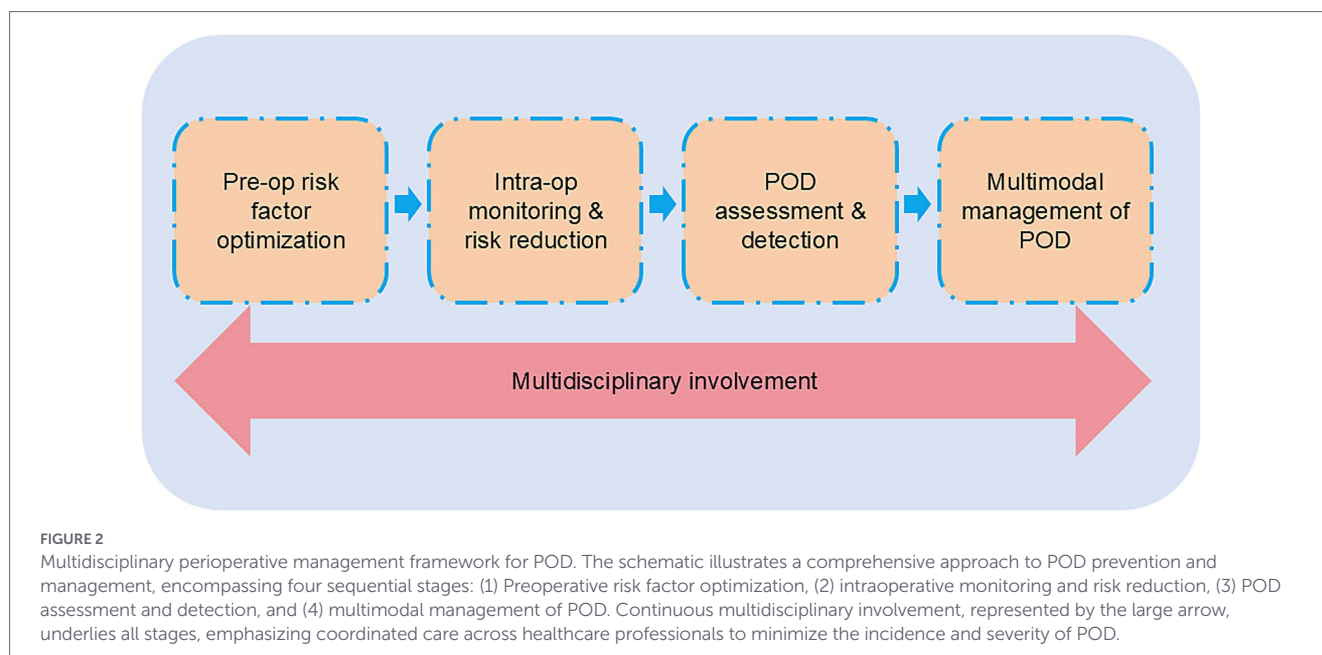 Pre-op risk
factor
optimization
Intra-op
monitoring &
risk reduction
POD
assessment &
detection
Multimodal
management of
POD
Multidisciplinary involvement
FIGURE 2
Multidisciplinary perioperative management framework for POD. The schematic illustrates a comprehensive approach to POD prevention and
management, encompassing four sequential stages: (1) Preoperative risk factor optimization, (2) intraoperative monitoring and risk reduction, (3) POD
assessment and detection, and (4) multimodal management of POD. Continuous multidisciplinary involvement, represented by the large arrow,
underlies all stages, emphasizing coordinated care across healthcare professionals to minimize the incidence and severity of POD.